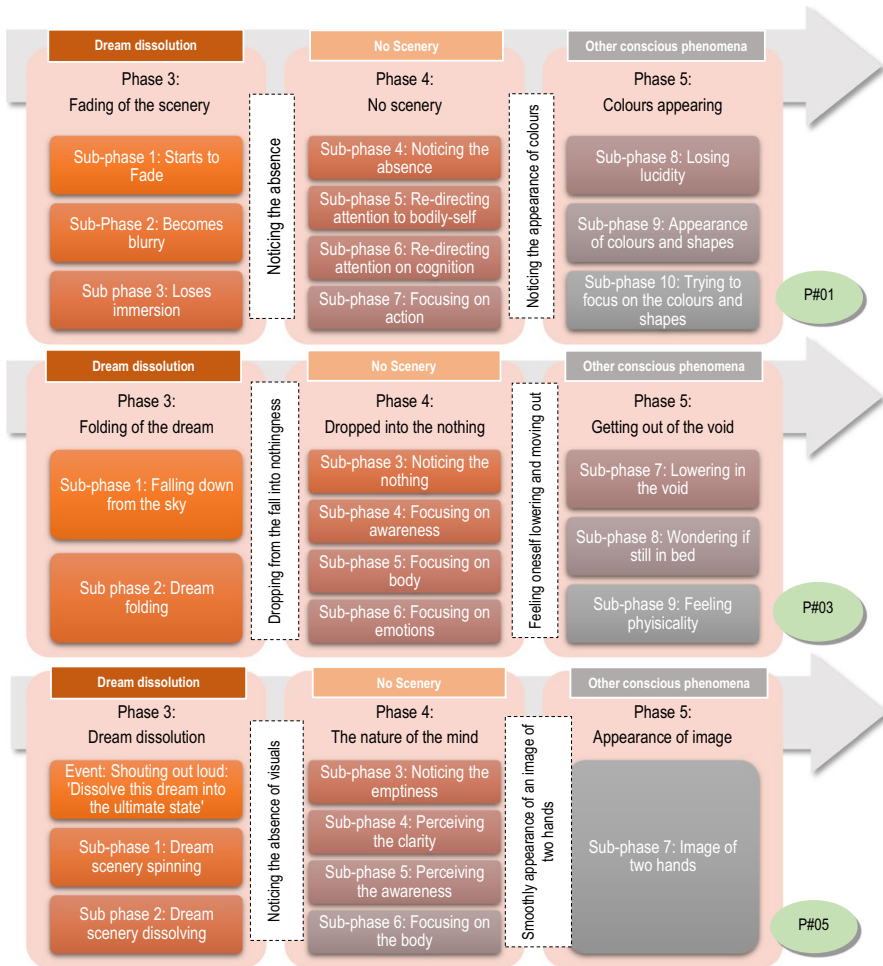 Dream dissolution
No Scenery
Other conscious phenomena
Phase 3:
Fading of the scenery
Sub-phase 1: Starts to
Fade
Sub-Phase 2: Becomes
blurry
Sub phase 3: Loses
immersion
Noticing the absence
Phase 4:
No scenery
Sub-phase 4: Noticing the
absence
Sub-phase 5: Re-directing
attention to bodily-self
Sub-phase 6: Re-directing
attention on cognition
Sub-phase 7: Focusing on
action
Noticing the appearance of colours
Phase 5:
Colours appearing
Sub-phase 8: Losing
lucidity
Sub-phase 9: Appearance
of colours and shapes
Sub-phase 10: Trying to
focus on the colours and
shapes
P#01
Dream dissolution
No Scenery
Other conscious phenomena
Phase 3:
Folding of the dream
Sub-phase 1: Falling down
from the sky
Sub phase 2: Dream
folding
Dropping from the fall into nothingness
Phase 4:
Dropped into the nothing
Sub-phase 3: Noticing the
nothing
Sub-phase 4: Focusing on
awareness
Sub-phase 5: Focusing on
body
Sub-phase 6: Focusing on
emotions
Feeling oneself lowering and moving out
Phase 5:
Getting out of the void
Sub-phase 7: Lowering in
the void
Sub-phase 8: Wondering if
still in bed
Sub-phase 9: Feeling
phyisicality
P#03
Dream dissolution
No Scenery
Other conscious phenomena
Phase 3:
Dream dissolution
Event: Shouting out loud:
'Dissolve this dream into
the ultimate state'
Sub-phase 1: Dream
scenery spinning
Sub phase 2: Dream
scenery dissolving
Noticing the absence of visuals
Phase 4:
The nature of the mind
Sub-phase 3: Noticing the
emptiness
Sub-phase 4: Perceiving
the clarity
Sub-phase 5: Perceiving
the awareness
Sub-phase 6: Focusing on
the body
Smoothly appearance of an image of
two hands
Phase 5:
Appearance of image
Sub-phase 7: Image of
two hands
P#05